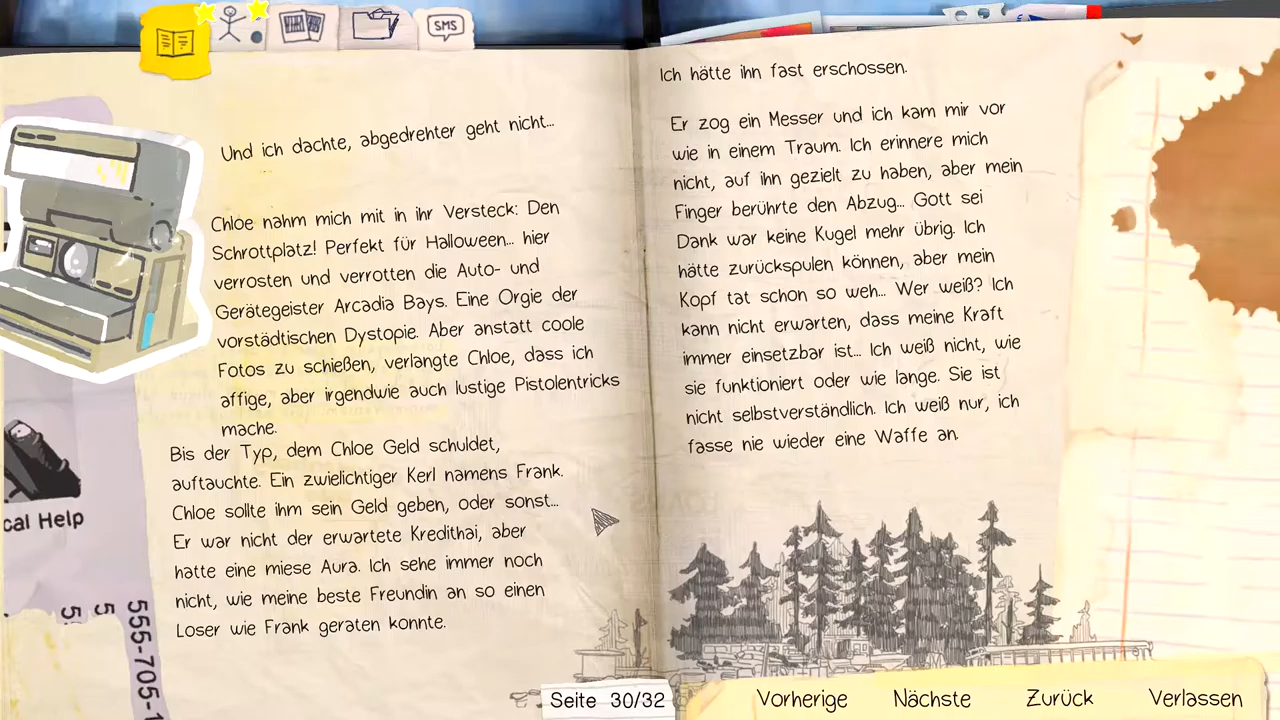 SMS
Und ich dachte, abgedrehter geht nicht...
Chloe nahm mich mit in ihr Versteck: Den
Schrottplatz! Perfekt für Halloween... hier
verrosten und verrotten die Auto- und
Gerätegeister Arcadia Bays. Eine Orgie der
vorstädtischen Dystopie. Aber anstatt coole
Fotos zu schießen, verlangte Chloe, dass ich
affige, aber irgendwie auch lustige Pistolentricks
mache.
Bis der Typ, dem Chloe Geld schuldet,
auftauchte. Ein zwielichtiger Kerl namens Frank.
Chloe sollte ihm sein Geld geben, oder sonst...
Er war nicht der erwartete Kredithai, aber
hatte eine miese Aura. Ich sehe immer noch
nicht, wie meine beste Freundin an so einen
Loser wie Frank geraten konnte.
cal Help
5
5
555-705-1
Ich hätte ihn fast erschossen.
Er zog ein Messer und ich kam mir vor
wie in einem Traum. Ich erinnere mich
nicht, auf ihn gezielt zu haben, aber mein
Finger berührte den Abzug... Gott sei
Dank war keine Kugel mehr übrig. Ich
hätte zurückspulen können, aber mein
Kopf tat schon so weh... Wer weiß? Ich
kann nicht erwarten, dass meine Kraft
immer einsetzbar ist... Ich weiß nicht, wie
sie funktioniert oder wie lange. Sie ist
nicht selbstverständlich. Ich weiß nur, ich
fasse nie wieder eine Waffe an.
Seite 30/32
Vorherige Nächste Zurück Verlassen